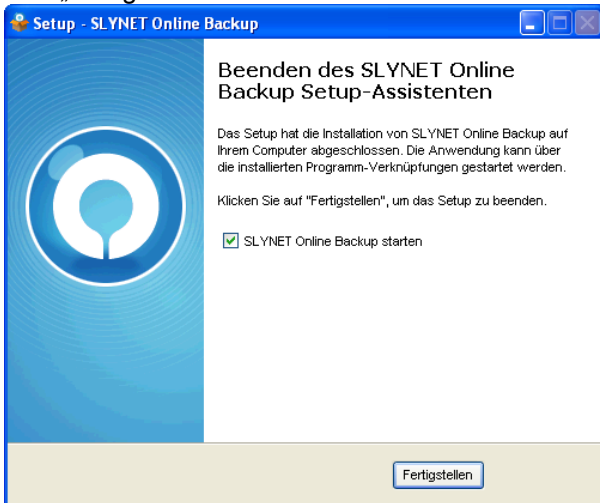 Setup - SLYNET Online Backup
Beenden des SLYNET Online
Backup Setup-Assistenten
Das Setup hat die Installation von SLYNET Online Backup auf
Ihrem Computer abgeschlossen. Die Anwendung kann über
die installierten Programm-Verknüpfungen gestartet werden.
Klicken Sie auf "Fertigstellen", um das Setup zu beenden.
SLYNET Online Backup starten
Fertigstellen